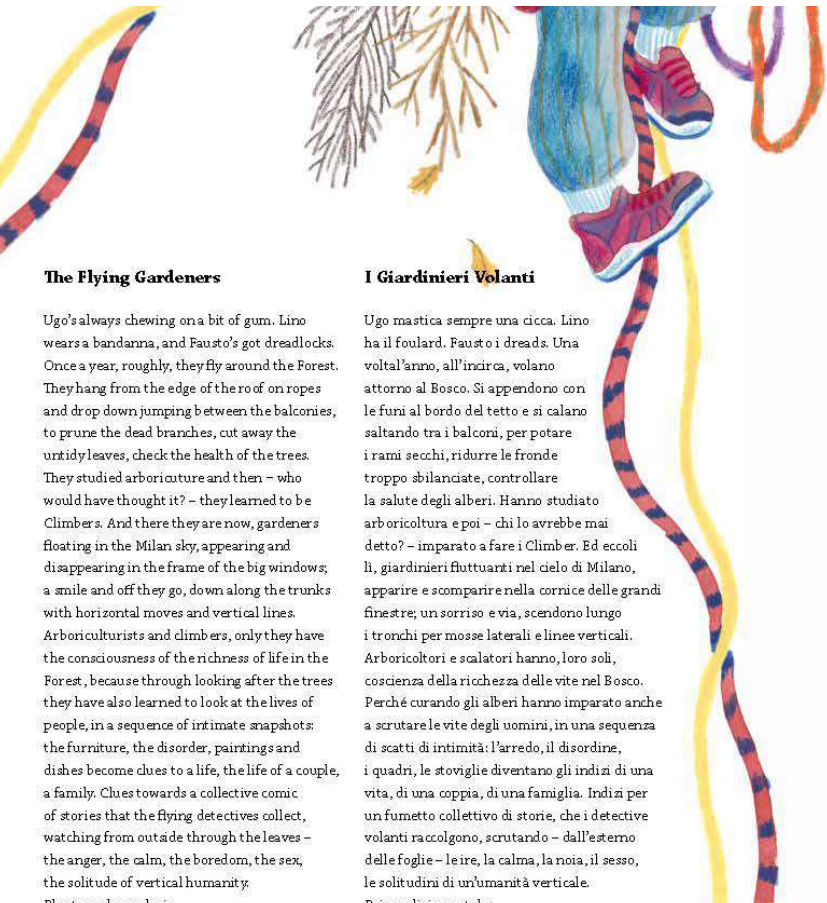 The Flying Gardeners
Ugo's always chewing on a bit of gum. Lino
wears a bandanna, and Fausto's got dreadlocks.
Once a year, roughly, they fly around the Forest.
They hang from the edge of the roof on ropes
and drop down jumping between the balconies,
to prune the dead branches, cut away the
untidy leaves, check the health of the trees.
They studied arboricuture and then – who
would have thought it? – they learned to be
Climbers. And there they are now, gardeners
floating in the Milan sky, appearing and
disappearing in the frame of the big windows;
a smile and off they go, down along the trunks
with horizontal moves and vertical lines.
Arboriculturists and climbers, only they have
the consciousness of the richness of life in the
Forest, because through looking after the trees
they have also learned to look at the lives of
people, in a sequence of intimate snapshots:
the furniture, the disorder, paintings and
dishes become clues to a life, the life of a couple,
a family. Clues towards a collective comic
of stories that the flying detectives collect,
watching from outside through the leaves –
the anger, the calm, the boredom, the sex,
the solitude of vertical humanity.
I Giardinieri Volanti
Ugo mastica sempre una cicca. Lino
ha il foulard. Fausto i dreads. Una
volta l'anno, all'incirca, volano
attorno al Bosco. Si appendono con
le funi al bordo del tetto e si calano
saltando tra i balconi, per potare
i rami secchi, ridurre le fronde
troppo sbilanciate, controllare
la salute degli alberi. Hanno studiato
arboricoltura e poi – chi lo avrebbe mai
detto? – imparato a fare i Climber. Ed eccoli
lì, giardinieri fluttuanti nel cielo di Milano,
apparire e scomparire nella cornice delle grandi
finestre; un sorriso e via, scendono lungo
i tronchi per mosse laterali e linee verticali.
Arboricoltori e scalatori hanno, loro soli,
coscienza della ricchezza delle vite nel Bosco.
Perché curando gli alberi hanno imparato anche
a scrutare le vite degli uomini, in una sequenza
di scatti di intimità: l'arredo, il disordine,
i quadri, le stoviglie diventano gli indizi di una
vita, di una coppia, di una famiglia. Indizi per
un fumetto collettivo di storie, che i detective
volanti raccolgono, scrutando – dall'esterno
delle foglie – le ire, la calma, la noia, il sesso,
le solitudini di un'umanità verticale.